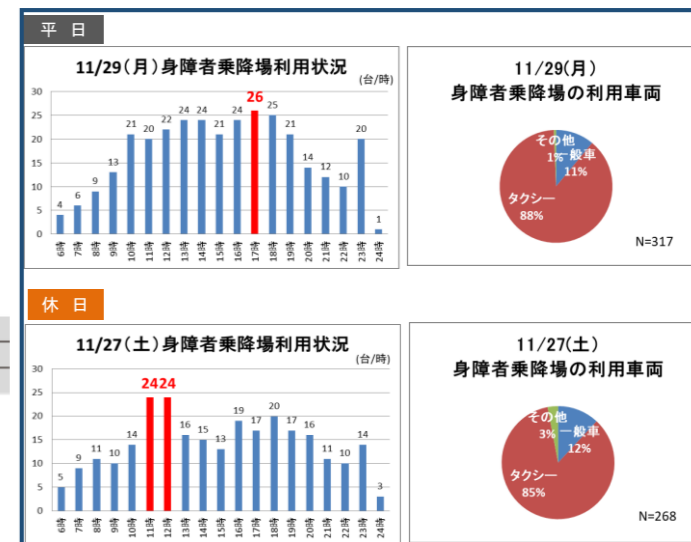 平 日
11/29(月)身障者乗降場利用状況
(台/時)
30
25
20
15
10
5
0
4
6
9
13
21
20
22
24
24
21
24
26
25
21
14
12
10
20
1
6時
7時
8時
9時
10時
11時
12時
13時
14時
15時
16時
17時
18時
19時
20時
21時
22時
23時
24時
11/29(月)
身障者乗降場の利用車両
その他
1%
一般車
11%
タクシー
88%
N=317
休 日
11/27(土)身障者乗降場利用状況
(台/時)
30
25
20
15
10
5
0
5
9
11
10
14
24
24
16
15
13
19
17
20
17
16
11
10
14
3
6時
7時
8時
9時
10時
11時
12時
13時
14時
15時
16時
17時
18時
19時
20時
21時
22時
23時
24時
11/27(土)
身障者乗降場の利用車両
その他
3%
一般車
12%
タクシー
85%
N=268